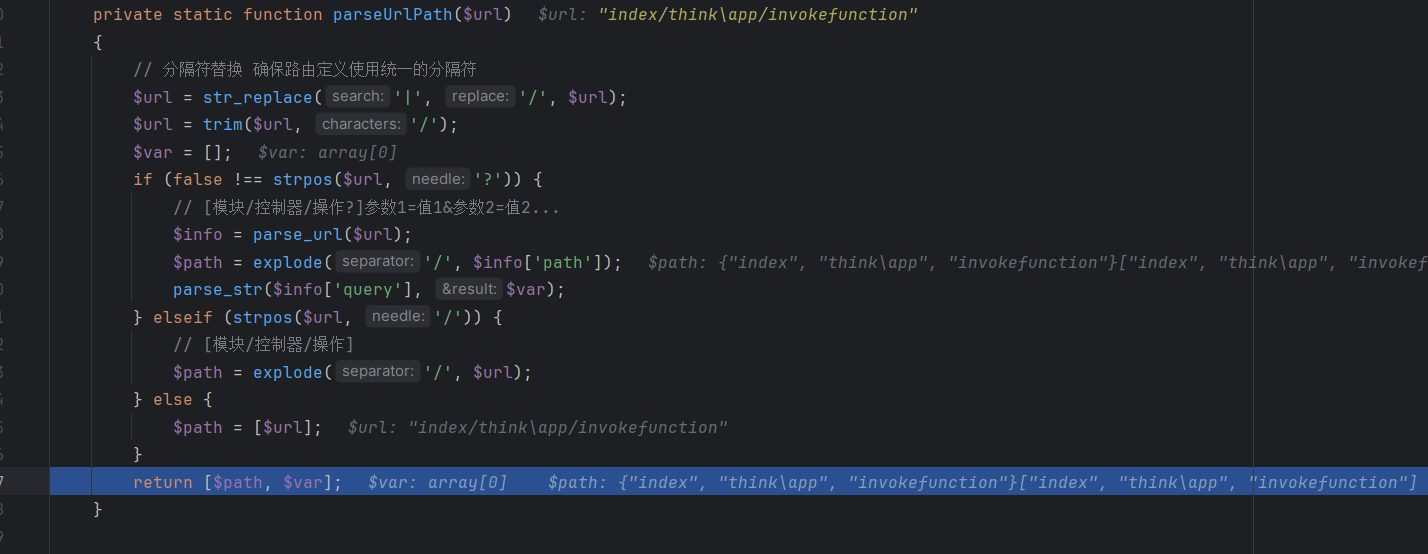 private static function parseUrlPath($url)   $url: "index/think\app/invokefunction"
{
// 分隔符替换 确保路由定义使用统一的分隔符
$url = str_replace( search: '|', replace: '/', $url);
$url = trim($url, characters: '/');
$var = [];   $var: array[0]
if (false !== strpos($url, needle: '?')) {
// [模块/控制器/操作?]参数1=值1&参数2=值2...
$info = parse_url($url);
$path = explode( separator: '/', $info['path']);   $path: {"index", "think\app", "invokefunction"}["index", "think\app", "invokef
parse_str($info['query'], &result: $var);
} elseif (strpos($url, needle: '/')) {
// [模块/控制器/操作]
$path = explode( separator: '/', $url);
} else {
$path = [$url];   $url: "index/think\app/invokefunction"
}
return [$path, $var];   $var: array[0]   $path: {"index", "think\app", "invokefunction"}["index", "think\app", "invokefunction"]
}